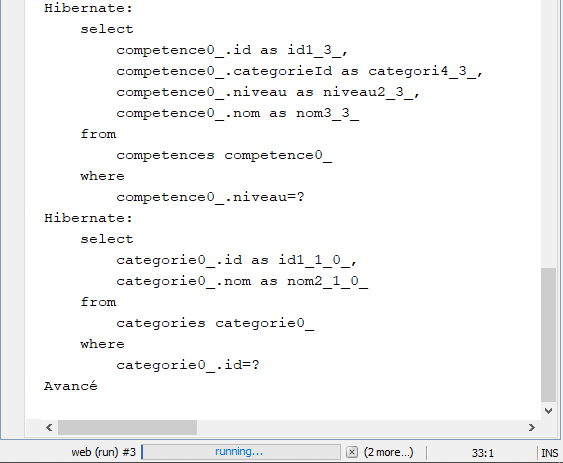 Hibernate:
select
competence0_.id as id1_3_,
competence0_.categorieId as categori4_3_,
competence0_.niveau as niveau2_3_,
competence0_.nom as nom3_3_
from
competences competence0_
where
competence0_.niveau=?
Hibernate:
select
categorie0_.id as id1_1_0_,
categorie0_.nom as nom2_1_0_
from
categories categorie0_
where
categorie0_.id=?
Avancé
web (run) #3 running... (2 more...) 33:1 INS